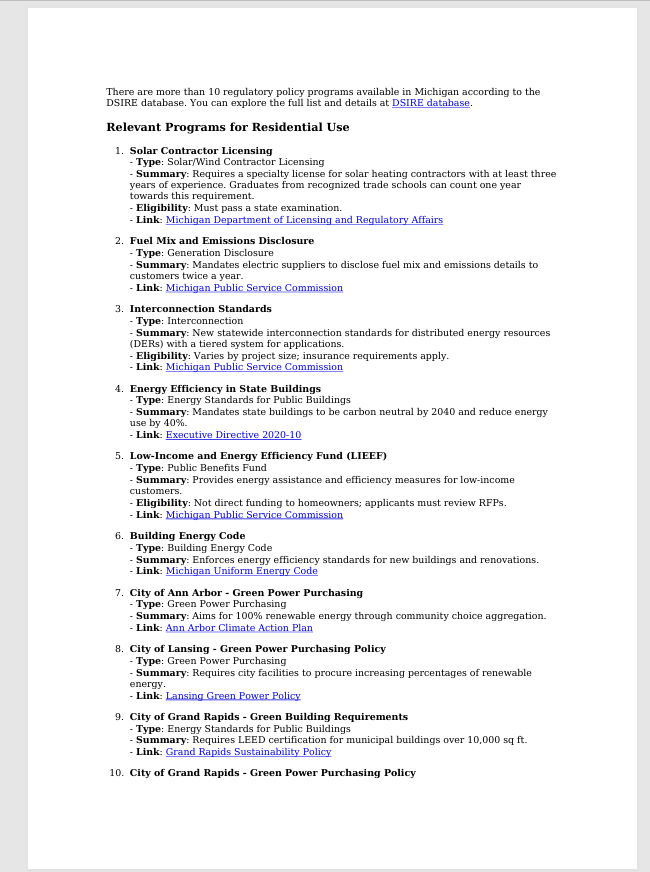 There are more than 10 regulatory policy programs available in Michigan according to the
DSIRE database. You can explore the full list and details at DSIRE database.
Relevant Programs for Residential Use
1. Solar Contractor Licensing
- Type: Solar/Wind Contractor Licensing
- Summary: Requires a specialty license for solar heating contractors with at least three
years of experience. Graduates from recognized trade schools can count one year
towards this requirement.
- Eligibility: Must pass a state examination.
- Link: Michigan Department of Licensing and Regulatory Affairs
2. Fuel Mix and Emissions Disclosure
- Type: Generation Disclosure
- Summary: Mandates electric suppliers to disclose fuel mix and emissions details to
customers twice a year.
- Link: Michigan Public Service Commission
3. Interconnection Standards
- Type: Interconnection
- Summary: New statewide interconnection standards for distributed energy resources
(DERs) with a tiered system for applications.
- Eligibility: Varies by project size; insurance requirements apply.
- Link: Michigan Public Service Commission
4. Energy Efficiency in State Buildings
- Type: Energy Standards for Public Buildings
- Summary: Mandates state buildings to be carbon neutral by 2040 and reduce energy
use by 40%.
- Link: Executive Directive 2020-10
5. Low-Income and Energy Efficiency Fund (LIEEF)
- Type: Public Benefits Fund
- Summary: Provides energy assistance and efficiency measures for low-income
customers.
- Eligibility: Not direct funding to homeowners; applicants must review RFPs.
- Link: Michigan Public Service Commission
6. Building Energy Code
- Type: Building Energy Code
- Summary: Enforces energy efficiency standards for new buildings and renovations.
- Link: Michigan Uniform Energy Code
7. City of Ann Arbor - Green Power Purchasing
- Type: Green Power Purchasing
- Summary: Aims for 100% renewable energy through community choice aggregation.
- Link: Ann Arbor Climate Action Plan
8. City of Lansing - Green Power Purchasing Policy
- Type: Green Power Purchasing
- Summary: Requires city facilities to procure increasing percentages of renewable
energy.
- Link: Lansing Green Power Policy
9. City of Grand Rapids - Green Building Requirements
- Type: Energy Standards for Public Buildings
- Summary: Requires LEED certification for municipal buildings over 10,000 sq ft.
- Link: Grand Rapids Sustainability Policy
10. City of Grand Rapids - Green Power Purchasing Policy